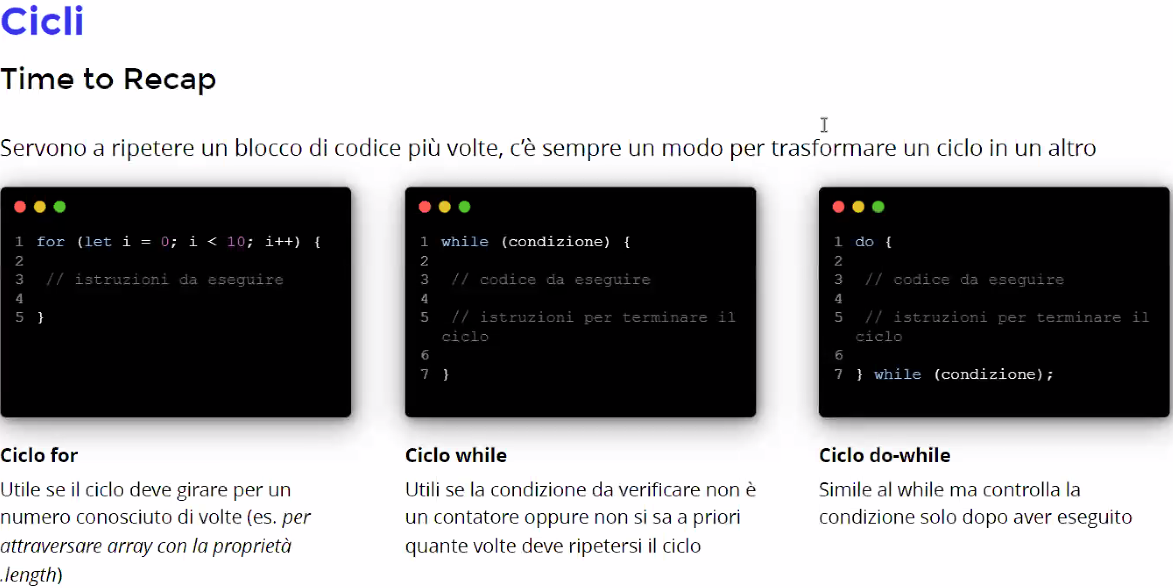 Cicli
Time to Recap
Servono a ripetere un blocco di codice più volte, c'è sempre un modo per trasformare un ciclo in un altro
1 for (let i = 0; i < 10; i++) {
2
3 // istruzioni da eseguire
4
5 }
1 while (condizione) {
2
3 // codice da eseguire
4
5 // istruzioni per terminare il
ciclo
6
7 }
1 do {
2
3 // codice da eseguire
4
5 // istruzioni per terminare il
ciclo
6
7 } while (condizione);
Ciclo for
Utile se il ciclo deve girare per un
numero conosciuto di volte (es. per
attraversare array con la proprietà
.length)
Ciclo while
Utili se la condizione da verificare non è
un contatore oppure non si sa a priori
quante volte deve ripetersi il ciclo
Ciclo do-while
Simile al while ma controlla la
condizione solo dopo aver eseguito